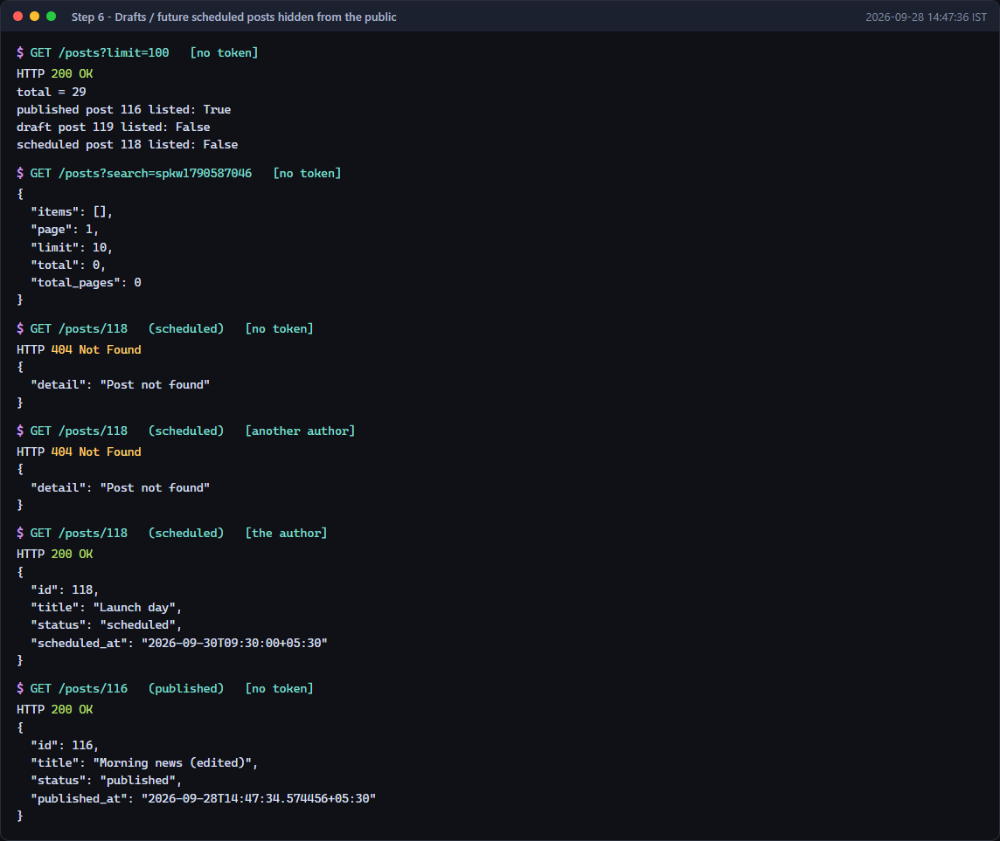 Step 6 - Drafts / future scheduled posts hidden from the public
2026-09-28 14:47:36 IST
$ GET /posts?limit=100   [no token]
HTTP 200 OK
total = 29
published post 116 listed: True
draft post 119 listed: False
scheduled post 118 listed: False
$ GET /posts?search=spkw1790587046   [no token]
{
  "items": [],
  "page": 1,
  "limit": 10,
  "total": 0,
  "total_pages": 0
}
$ GET /posts/118   (scheduled)   [no token]
HTTP 404 Not Found
{
  "detail": "Post not found"
}
$ GET /posts/118   (scheduled)   [another author]
HTTP 404 Not Found
{
  "detail": "Post not found"
}
$ GET /posts/118   (scheduled)   [the author]
HTTP 200 OK
{
  "id": 118,
  "title": "Launch day",
  "status": "scheduled",
  "scheduled_at": "2026-09-30T09:30:00+05:30"
}
$ GET /posts/116   (published)   [no token]
HTTP 200 OK
{
  "id": 116,
  "title": "Morning news (edited)",
  "status": "published",
  "published_at": "2026-09-28T14:47:34.574456+05:30"
}